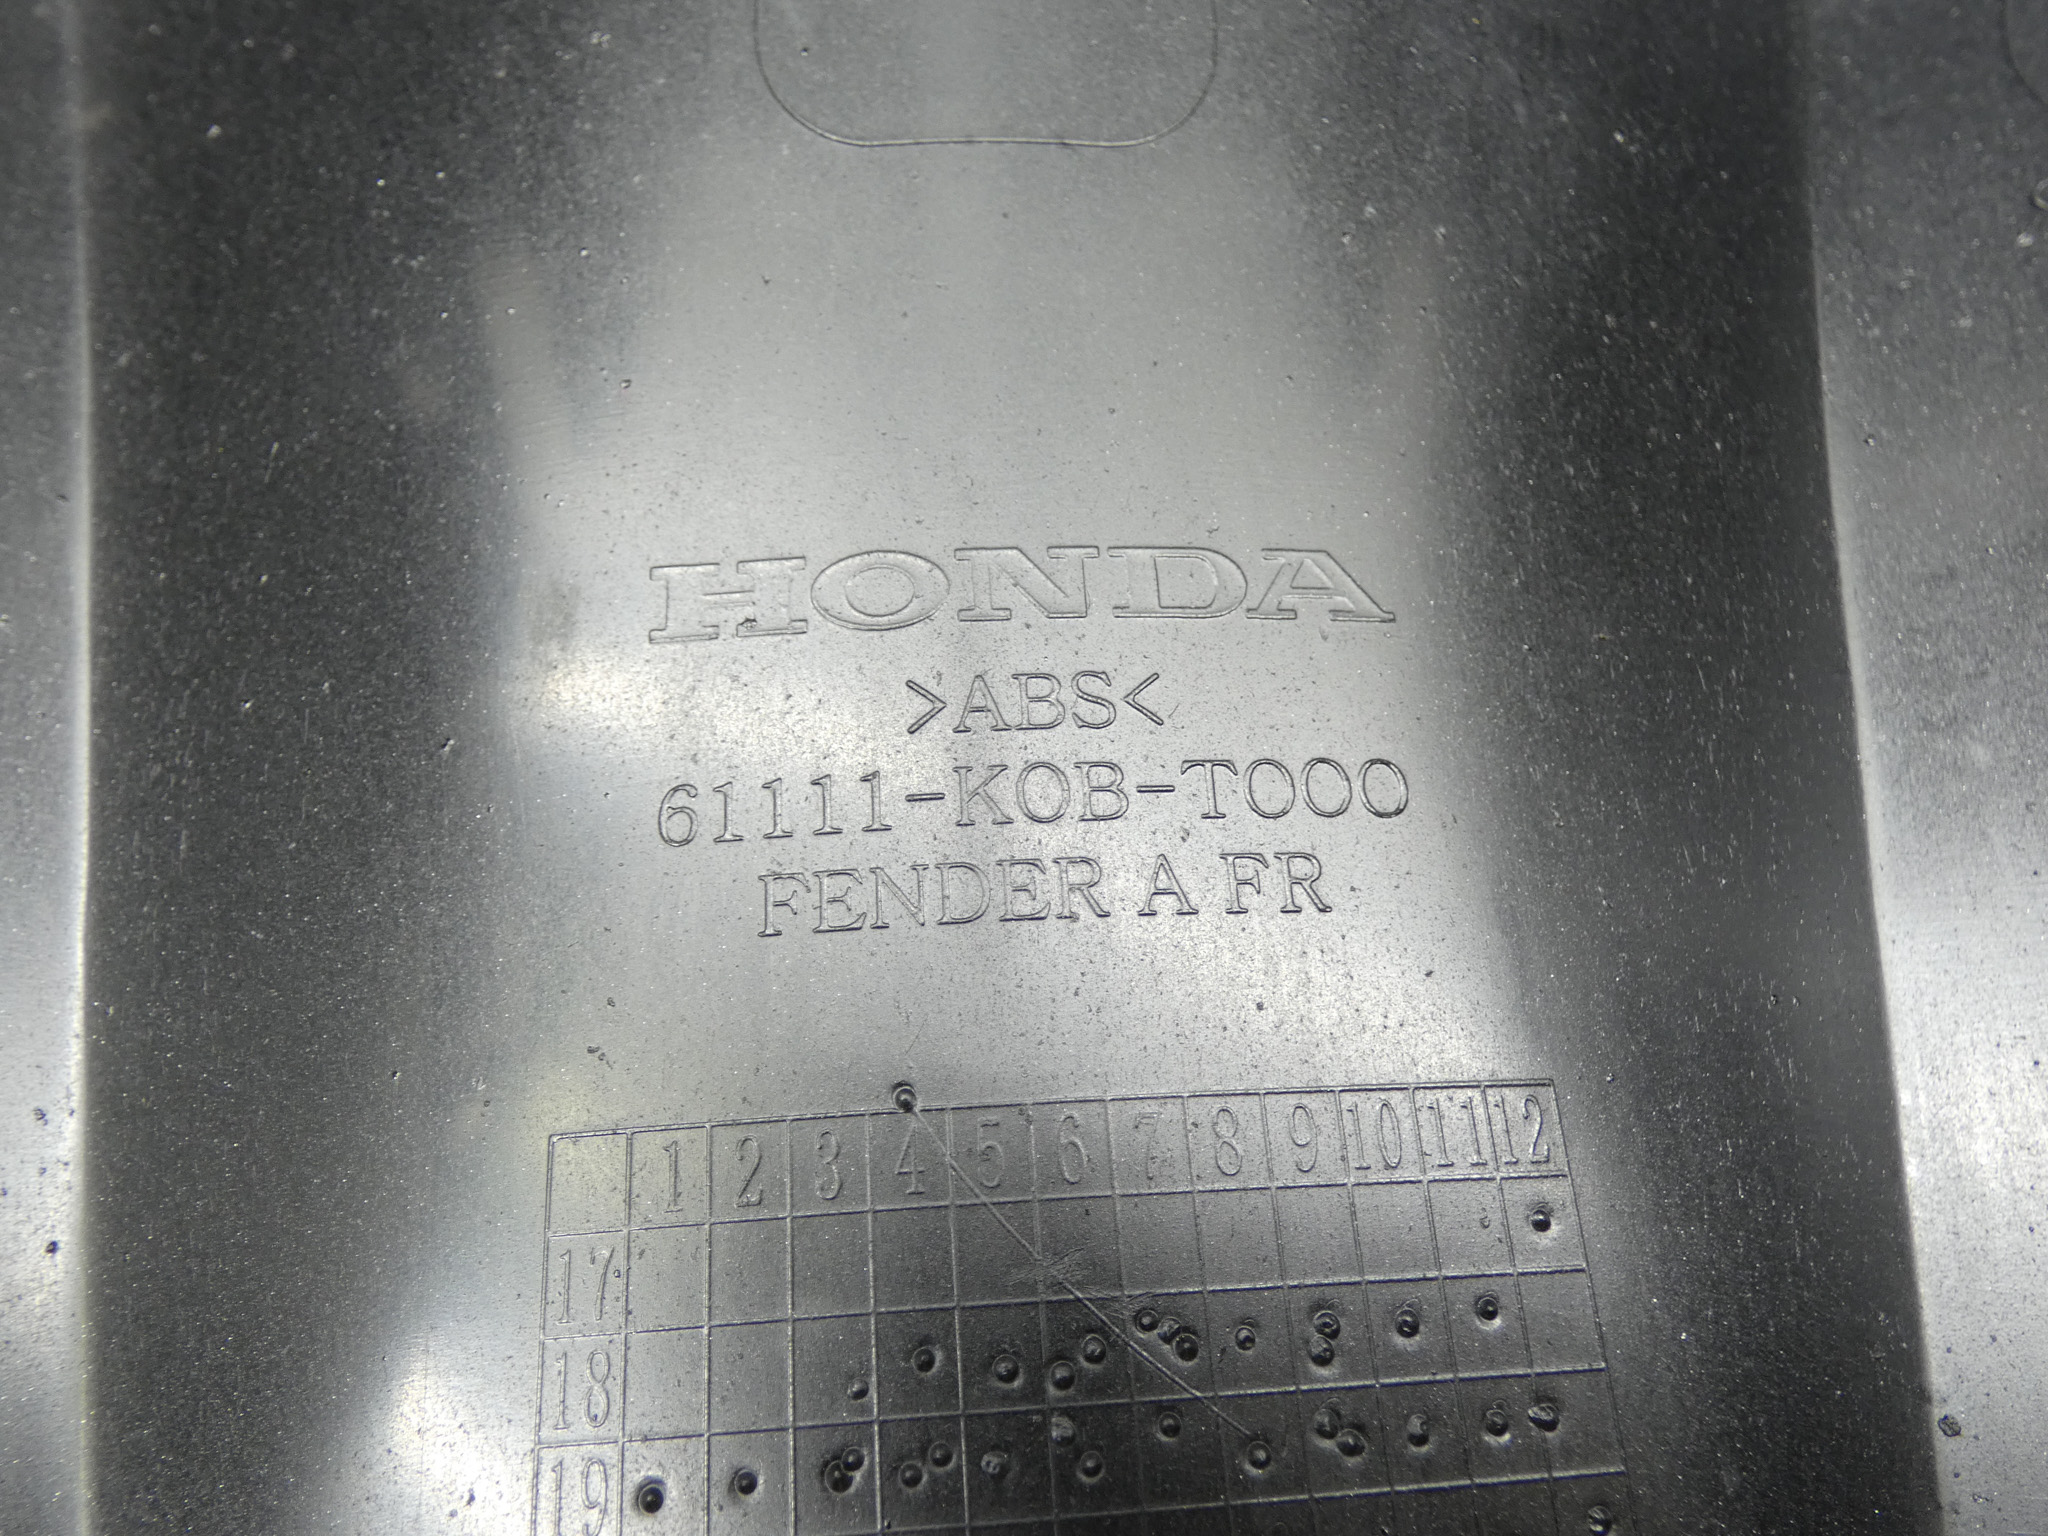 HONDA
>ABS<
61111-K0B-T000
FENDER A FR
1 2 3 4 5 6 7 8 9 10 11 12
17
18
19